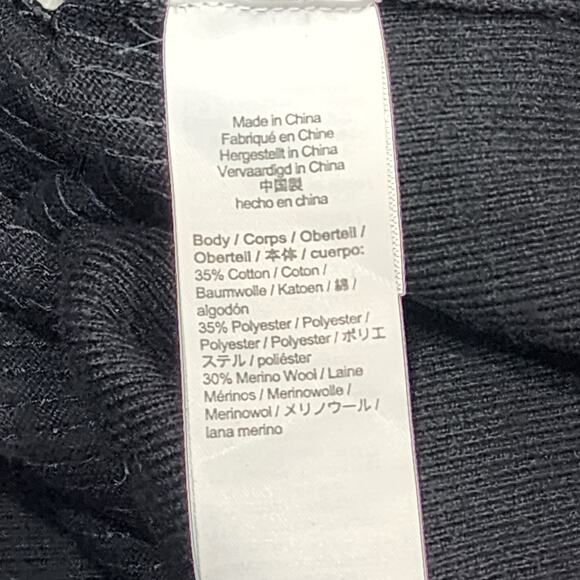 Made in China
Fabriqué en Chine
Hergestellt in China
Vervaardigd in China
中国製
hecho en china
Body / Corps / Oberteil /
Oberteil / 本体 / cuerpo:
35% Cotton / Coton /
Baumwolle / Katoen / 綿 /
algodón
35% Polyester / Polyester /
Polyester / Polyester / ポリエ
ステル / poliéster
30% Merino Wool / Laine
Mérinos / Merinowolle /
Merinowol / メリノウール /
lana merino